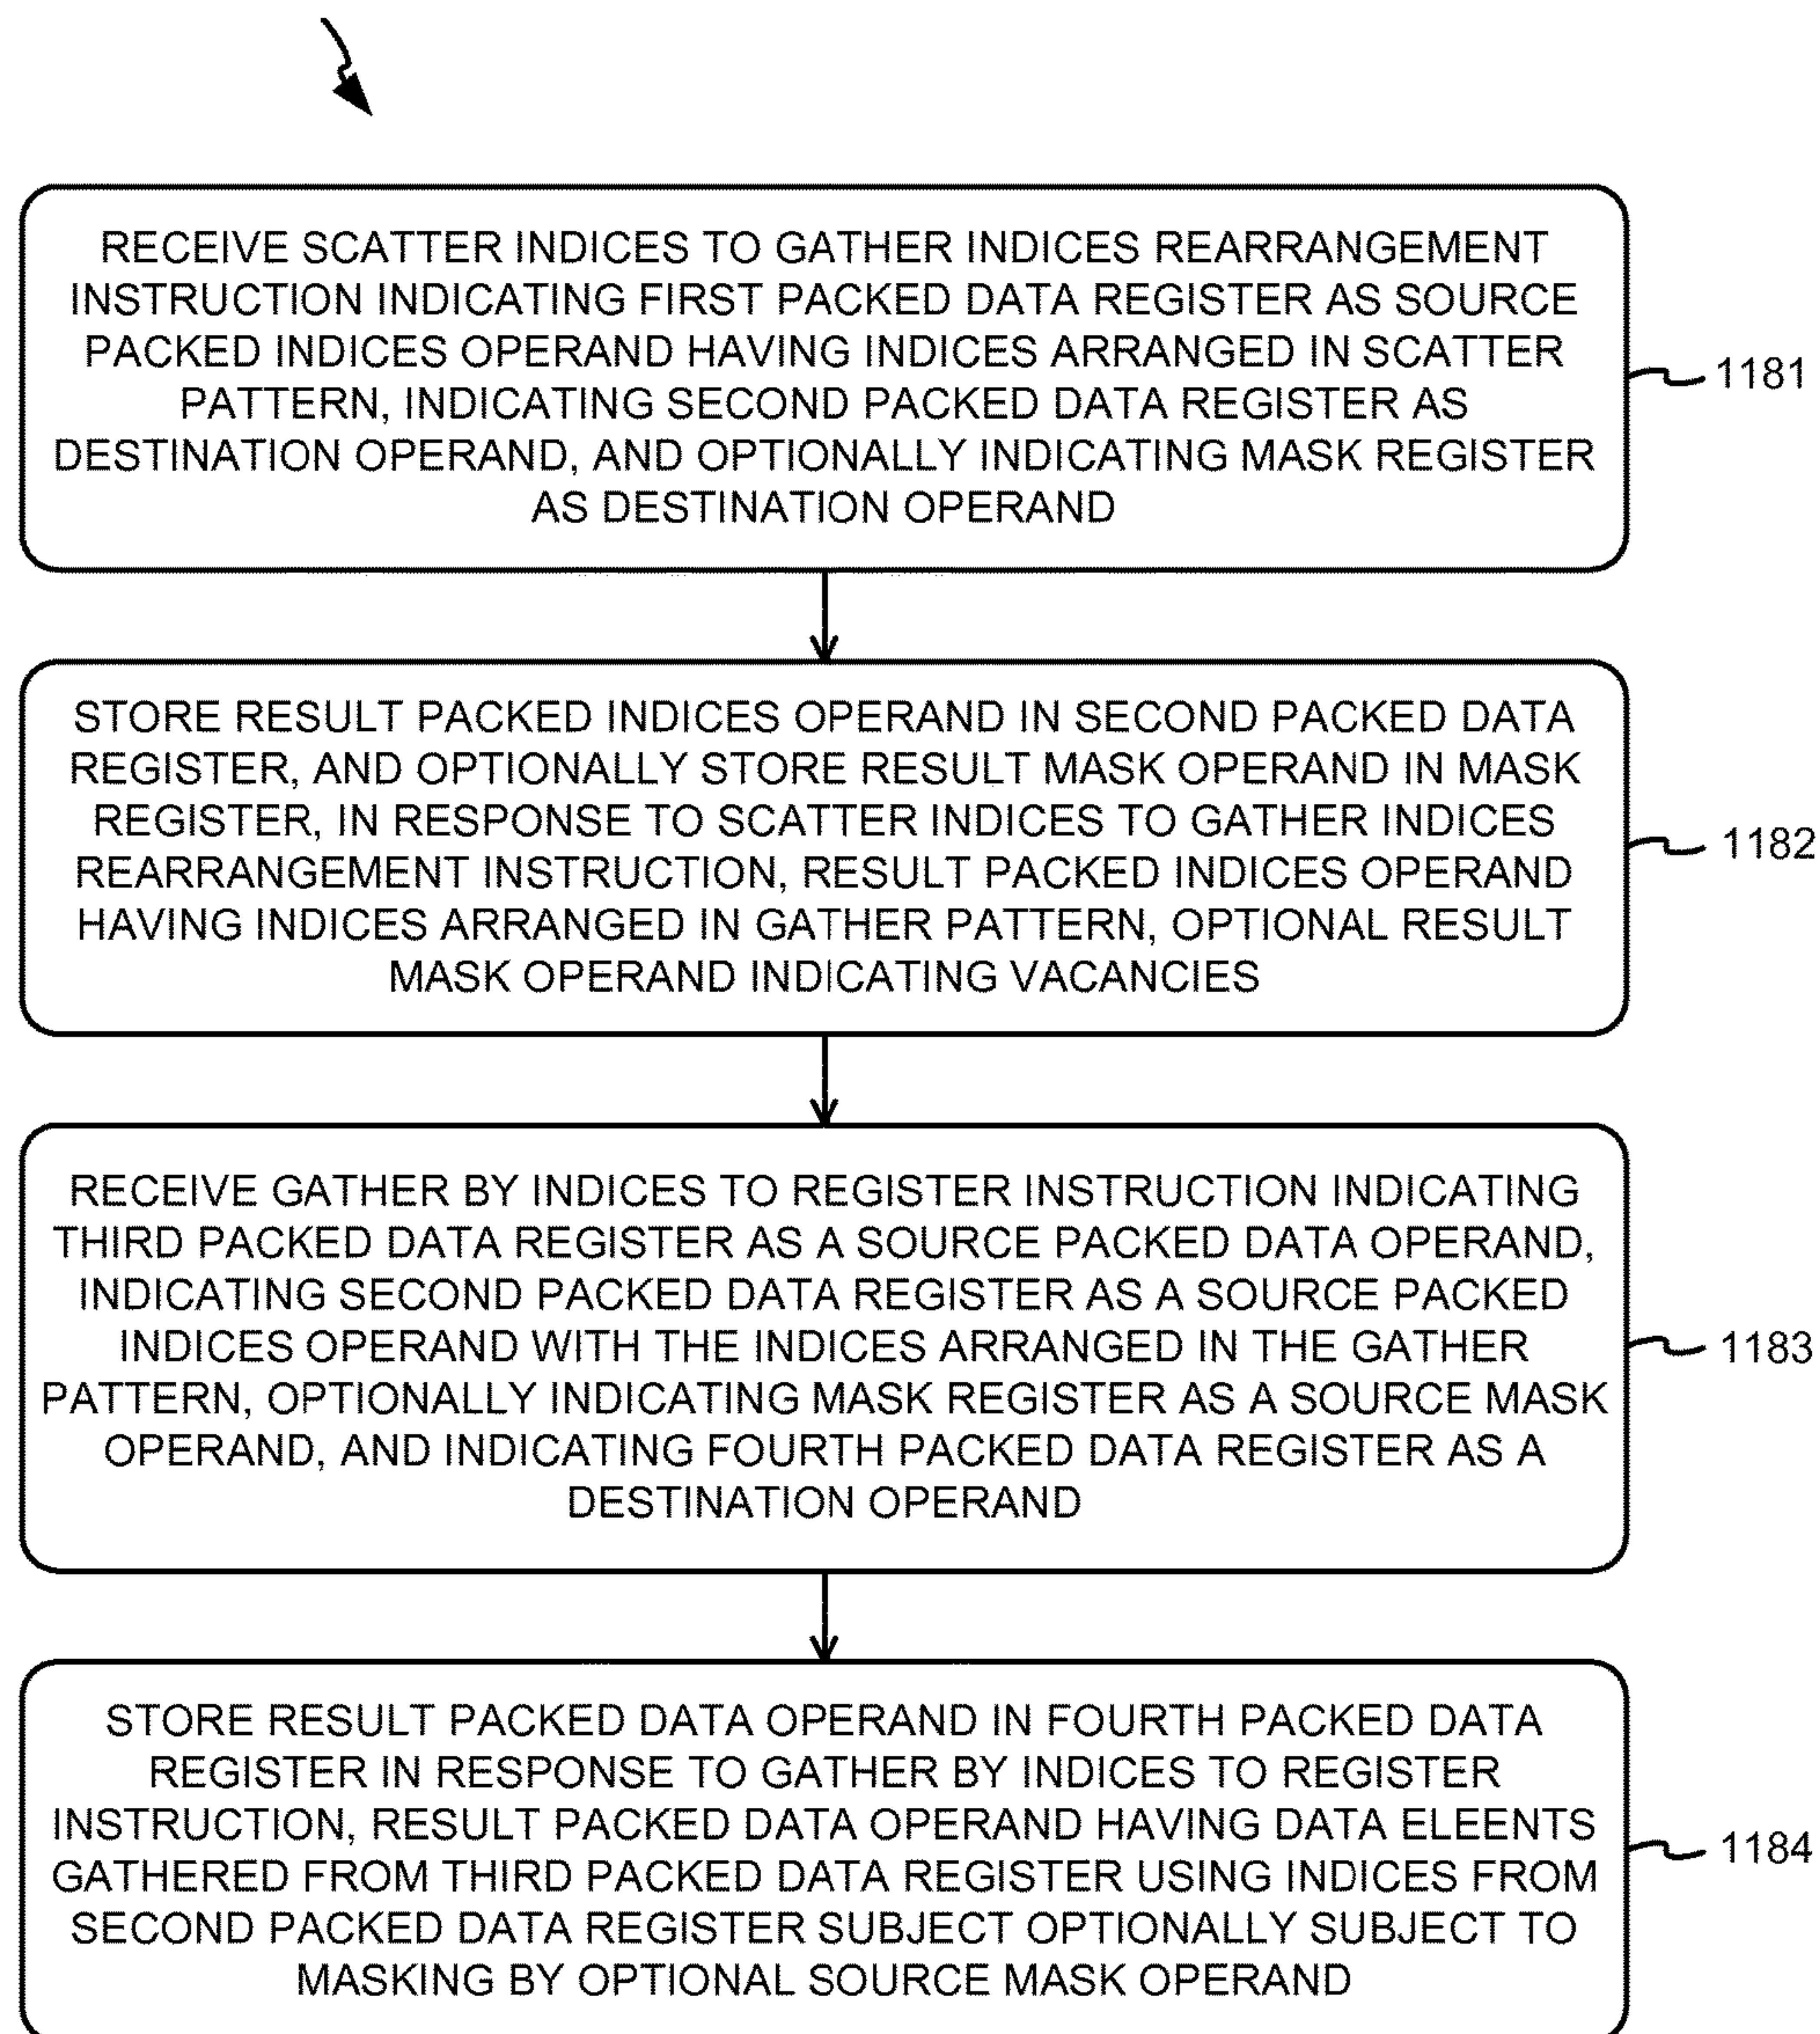 RECEIVE SCATTER INDICES TO GATHER INDICES REARRANGEMENT
INSTRUCTION INDICATING FIRST PACKED DATA REGISTER AS SOURCE
PACKED INDICES OPERAND HAVING INDICES ARRANGED IN SCATTER
PATTERN, INDICATING SECOND PACKED DATA REGISTER AS
DESTINATION OPERAND, AND OPTIONALLY INDICATING MASK REGISTER
AS DESTINATION OPERAND
1181
STORE RESULT PACKED INDICES OPERAND IN SECOND PACKED DATA
REGISTER, AND OPTIONALLY STORE RESULT MASK OPERAND IN MASK
REGISTER, IN RESPONSE TO SCATTER INDICES TO GATHER INDICES
REARRANGEMENT INSTRUCTION, RESULT PACKED INDICES OPERAND
HAVING INDICES ARRANGED IN GATHER PATTERN, OPTIONAL RESULT
MASK OPERAND INDICATING VACANCIES
1182
RECEIVE GATHER BY INDICES TO REGISTER INSTRUCTION INDICATING
THIRD PACKED DATA REGISTER AS A SOURCE PACKED DATA OPERAND,
INDICATING SECOND PACKED DATA REGISTER AS A SOURCE PACKED
INDICES OPERAND WITH THE INDICES ARRANGED IN THE GATHER
PATTERN, OPTIONALLY INDICATING MASK REGISTER AS A SOURCE MASK
OPERAND, AND INDICATING FOURTH PACKED DATA REGISTER AS A
DESTINATION OPERAND
1183
STORE RESULT PACKED DATA OPERAND IN FOURTH PACKED DATA
REGISTER IN RESPONSE TO GATHER BY INDICES TO REGISTER
INSTRUCTION, RESULT PACKED DATA OPERAND HAVING DATA ELEENTS
GATHERED FROM THIRD PACKED DATA REGISTER USING INDICES FROM
SECOND PACKED DATA REGISTER SUBJECT OPTIONALLY SUBJECT TO
MASKING BY OPTIONAL SOURCE MASK OPERAND
1184